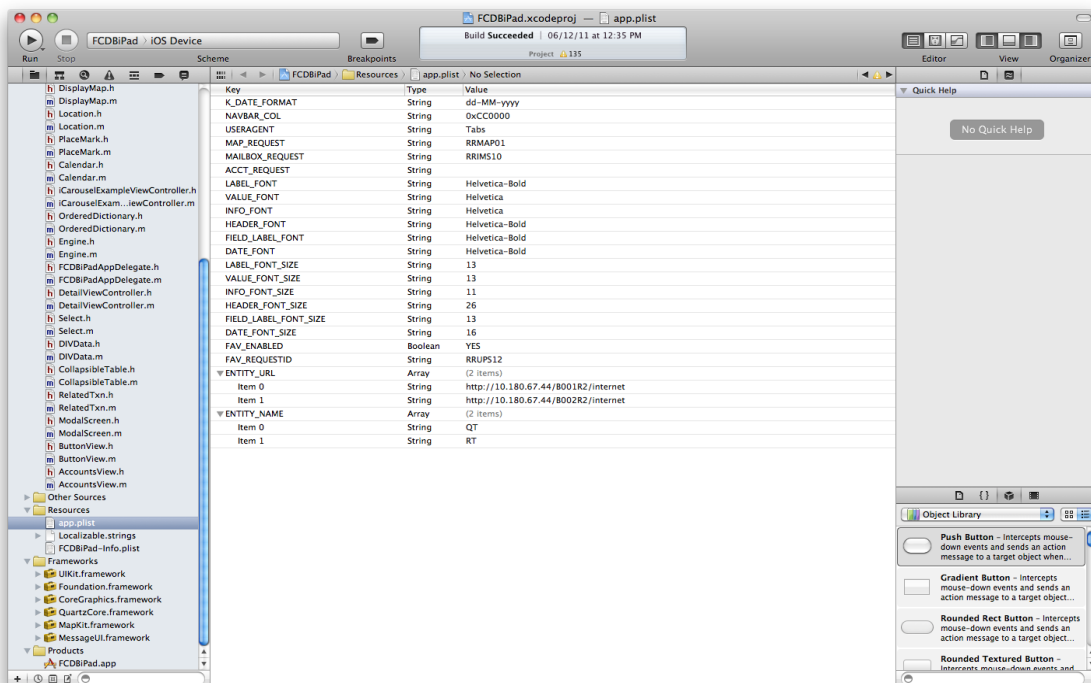 FCDBiPad.xcodeproj — app.plist
FCDBiPad › iOS Device
Build Succeeded | 06/12/11 at 12:35 PM
Project 135
Run
Stop
Scheme
Breakpoints
Editor
View
Organizer
FCDBiPad › Resources › app.plist › No Selection
DisplayMap.h
DisplayMap.m
Location.h
Location.m
PlaceMark.h
PlaceMark.m
Calendar.h
Calendar.m
iCarouselExampleViewController.h
iCarouselExam...iewController.m
OrderedDictionary.h
OrderedDictionary.m
Engine.h
Engine.m
FCDBiPadAppDelegate.h
FCDBiPadAppDelegate.m
DetailViewController.h
DetailViewController.m
Select.h
Select.m
DIVData.h
DIVData.m
CollapsibleTable.h
CollapsibleTable.m
RelatedTxn.h
RelatedTxn.m
ModalScreen.h
ModalScreen.m
ButtonView.h
ButtonView.m
AccountsView.h
AccountsView.m
Other Sources
Resources
app.plist
Localizable.strings
FCDBiPad-Info.plist
Frameworks
UIKit.framework
Foundation.framework
CoreGraphics.framework
QuartzCore.framework
MapKit.framework
MessageUI.framework
Products
FCDBiPad.app
Key Type Value
K_DATE_FORMAT String dd-MM-yyyy
NAVBAR_COL String 0xCC0000
USERAGENT String Tabs
MAP_REQUEST String RRMAP01
MAILBOX_REQUEST String RRIMS10
ACCT_REQUEST String
LABEL_FONT String Helvetica-Bold
VALUE_FONT String Helvetica
INFO_FONT String Helvetica
HEADER_FONT String Helvetica-Bold
FIELD_LABEL_FONT String Helvetica-Bold
DATE_FONT String Helvetica-Bold
LABEL_FONT_SIZE String 13
VALUE_FONT_SIZE String 13
INFO_FONT_SIZE String 11
HEADER_FONT_SIZE String 26
FIELD_LABEL_FONT_SIZE String 13
DATE_FONT_SIZE String 16
FAV_ENABLED Boolean YES
FAV_REQUESTID String RRUPS12
ENTITY_URL Array (2 items)
Item 0 String http://10.180.67.44/B001R2/internet
Item 1 String http://10.180.67.44/B002R2/internet
ENTITY_NAME Array (2 items)
Item 0 String QT
Item 1 String RT
Quick Help
No Quick Help
Object Library
Push Button – Intercepts mouse-
down events and sends an action
message to a target object when...
Gradient Button – Intercepts
mouse-down events and sends an
action message to a target object...
Rounded Rect Button – Intercepts
mouse-down events and sends an
action message to a target object...
Rounded Textured Button –
Intercepts mouse-down events and